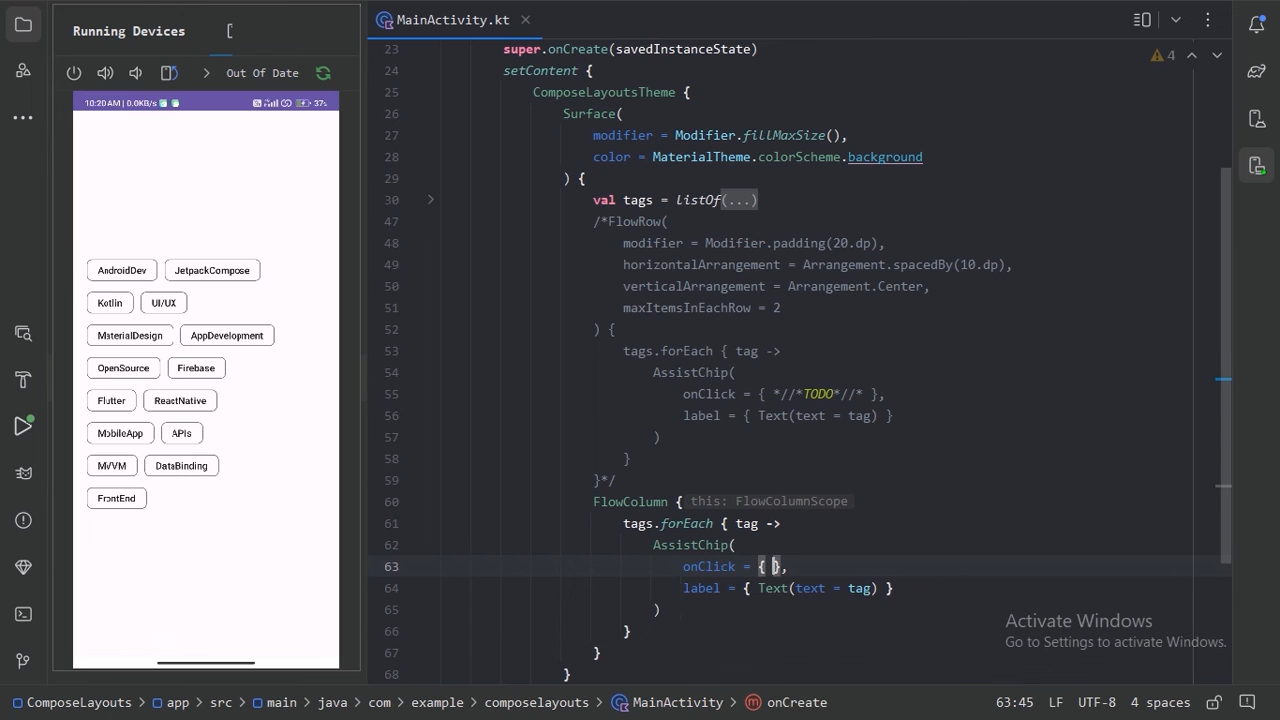 Running Devices
Out Of Date
10:20 AM | 0.0KB/s
37%
AndroidDev
JetpackCompose
Kotlin
UI/UX
MaterialDesign
AppDevelopment
OpenSource
Firebase
Flutter
ReactNative
MobileApp
APIs
MVVM
DataBinding
FrontEnd
MainActivity.kt
4
23 super.onCreate(savedInstanceState)
24 setContent {
25 ComposeLayoutsTheme {
26 Surface(
27 modifier = Modifier.fillMaxSize(),
28 color = MaterialTheme.colorScheme.background
29 ) {
30 val tags = listOf(...)
47 /*FlowRow(
48 modifier = Modifier.padding(20.dp),
49 horizontalArrangement = Arrangement.spacedBy(10.dp),
50 verticalArrangement = Arrangement.Center,
51 maxItemsInEachRow = 2
52 ) {
53 tags.forEach { tag ->
54 AssistChip(
55 onClick = { *//*TODO*//* },
56 label = { Text(text = tag) }
57 )
58 }
59 }*/
60 FlowColumn { this: FlowColumnScope
61 tags.forEach { tag ->
62 AssistChip(
63 onClick = { },
64 label = { Text(text = tag) }
65 )
66 }
67 }
68 }
Activate Windows
Go to Settings to activate Windows.
ComposeLayouts > app > src > main > java > com > example > composelayouts > MainActivity > onCreate
63:45 LF UTF-8 4 spaces